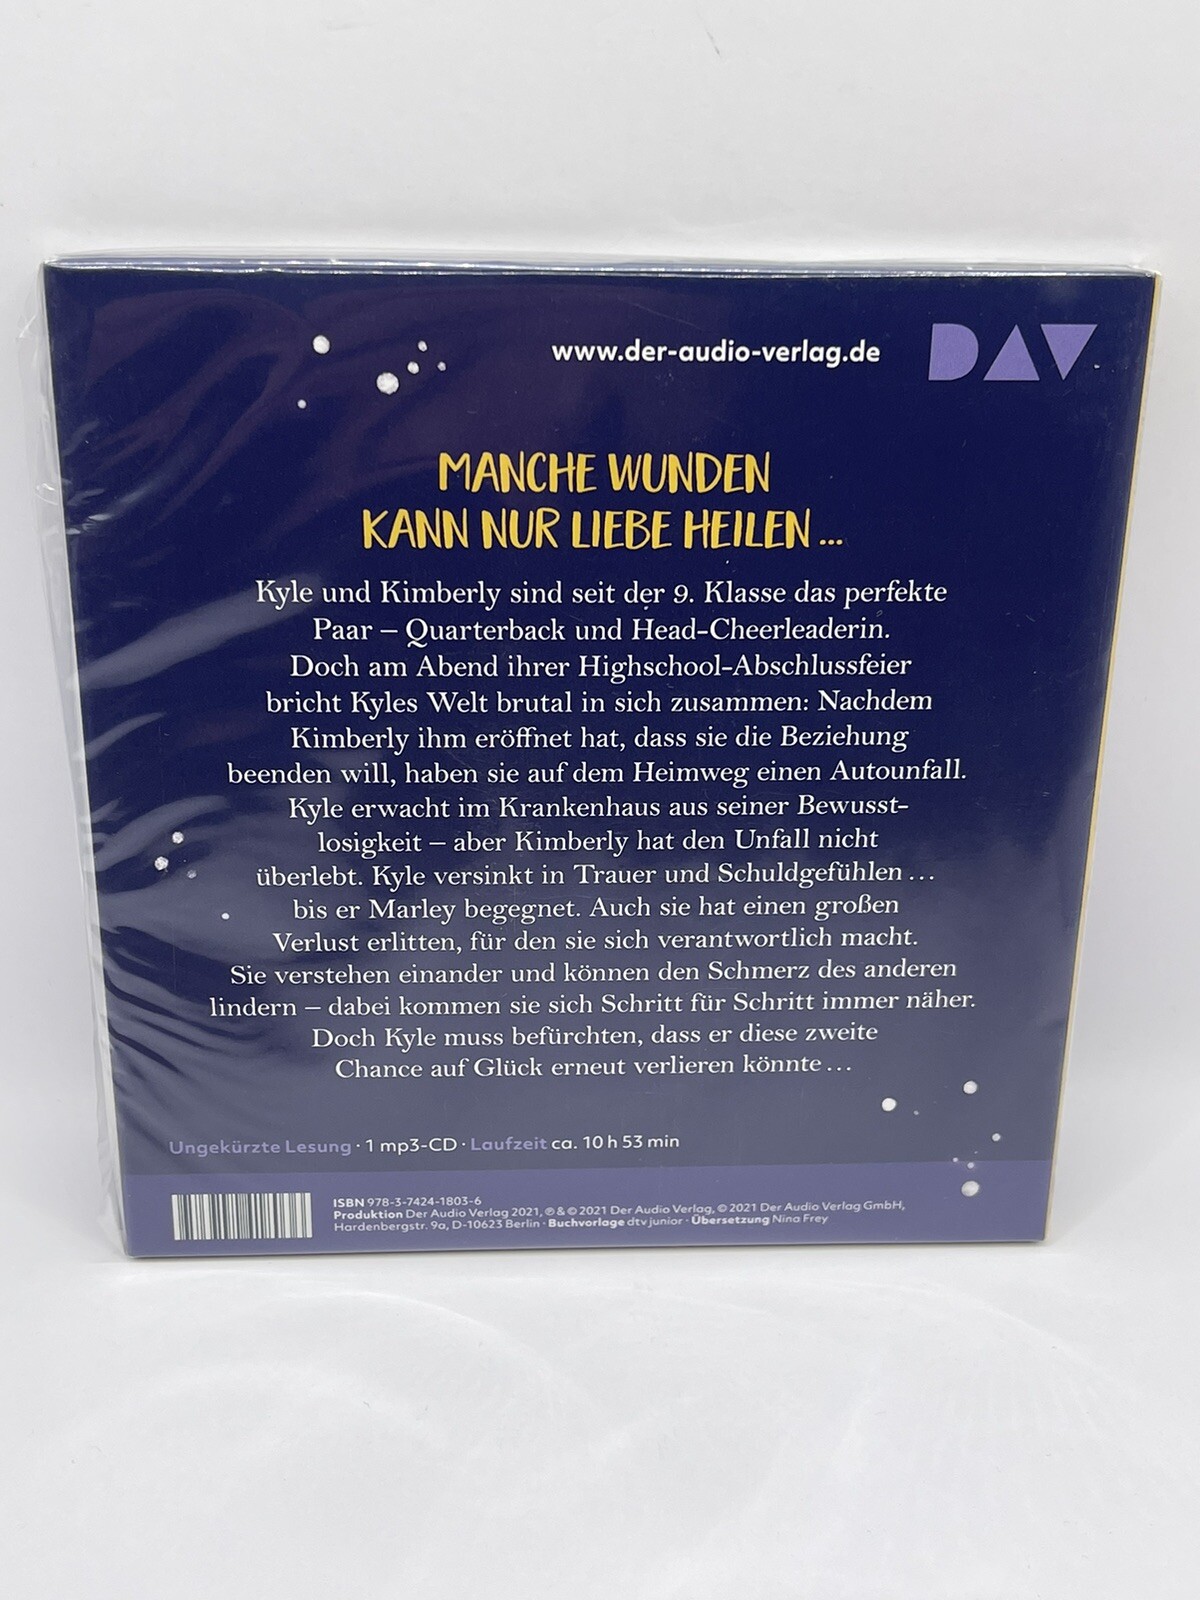 www.der-audio-verlag.de DAV
MANCHE WUNDEN
KANN NUR LIEBE HEILEN ...
Kyle und Kimberly sind seit der 9. Klasse das perfekte
Paar – Quarterback und Head-Cheerleaderin.
Doch am Abend ihrer Highschool-Abschlussfeier
bricht Kyles Welt brutal in sich zusammen: Nachdem
Kimberly ihm eröffnet hat, dass sie die Beziehung
beenden will, haben sie auf dem Heimweg einen Autounfall.
Kyle erwacht im Krankenhaus aus seiner Bewusst-
losigkeit – aber Kimberly hat den Unfall nicht
überlebt. Kyle versinkt in Trauer und Schuldgefühlen ...
bis er Marley begegnet. Auch sie hat einen großen
Verlust erlitten, für den sie sich verantwortlich macht.
Sie verstehen einander und können den Schmerz des anderen
lindern – dabei kommen sie sich Schritt für Schritt immer näher.
Doch Kyle muss befürchten, dass er diese zweite
Chance auf Glück erneut verlieren könnte ...
Ungekürzte Lesung · 1 mp3-CD · Laufzeit ca. 10 h 53 min
ISBN 978-3-7424-1803-6
Produktion Der Audio Verlag 2021, ℗ & © 2021 Der Audio Verlag, © 2021 Der Audio Verlag GmbH,
Hardenbergstr. 9a, D-10623 Berlin · Buchvorlage dtv junior · Übersetzung Nina Frey